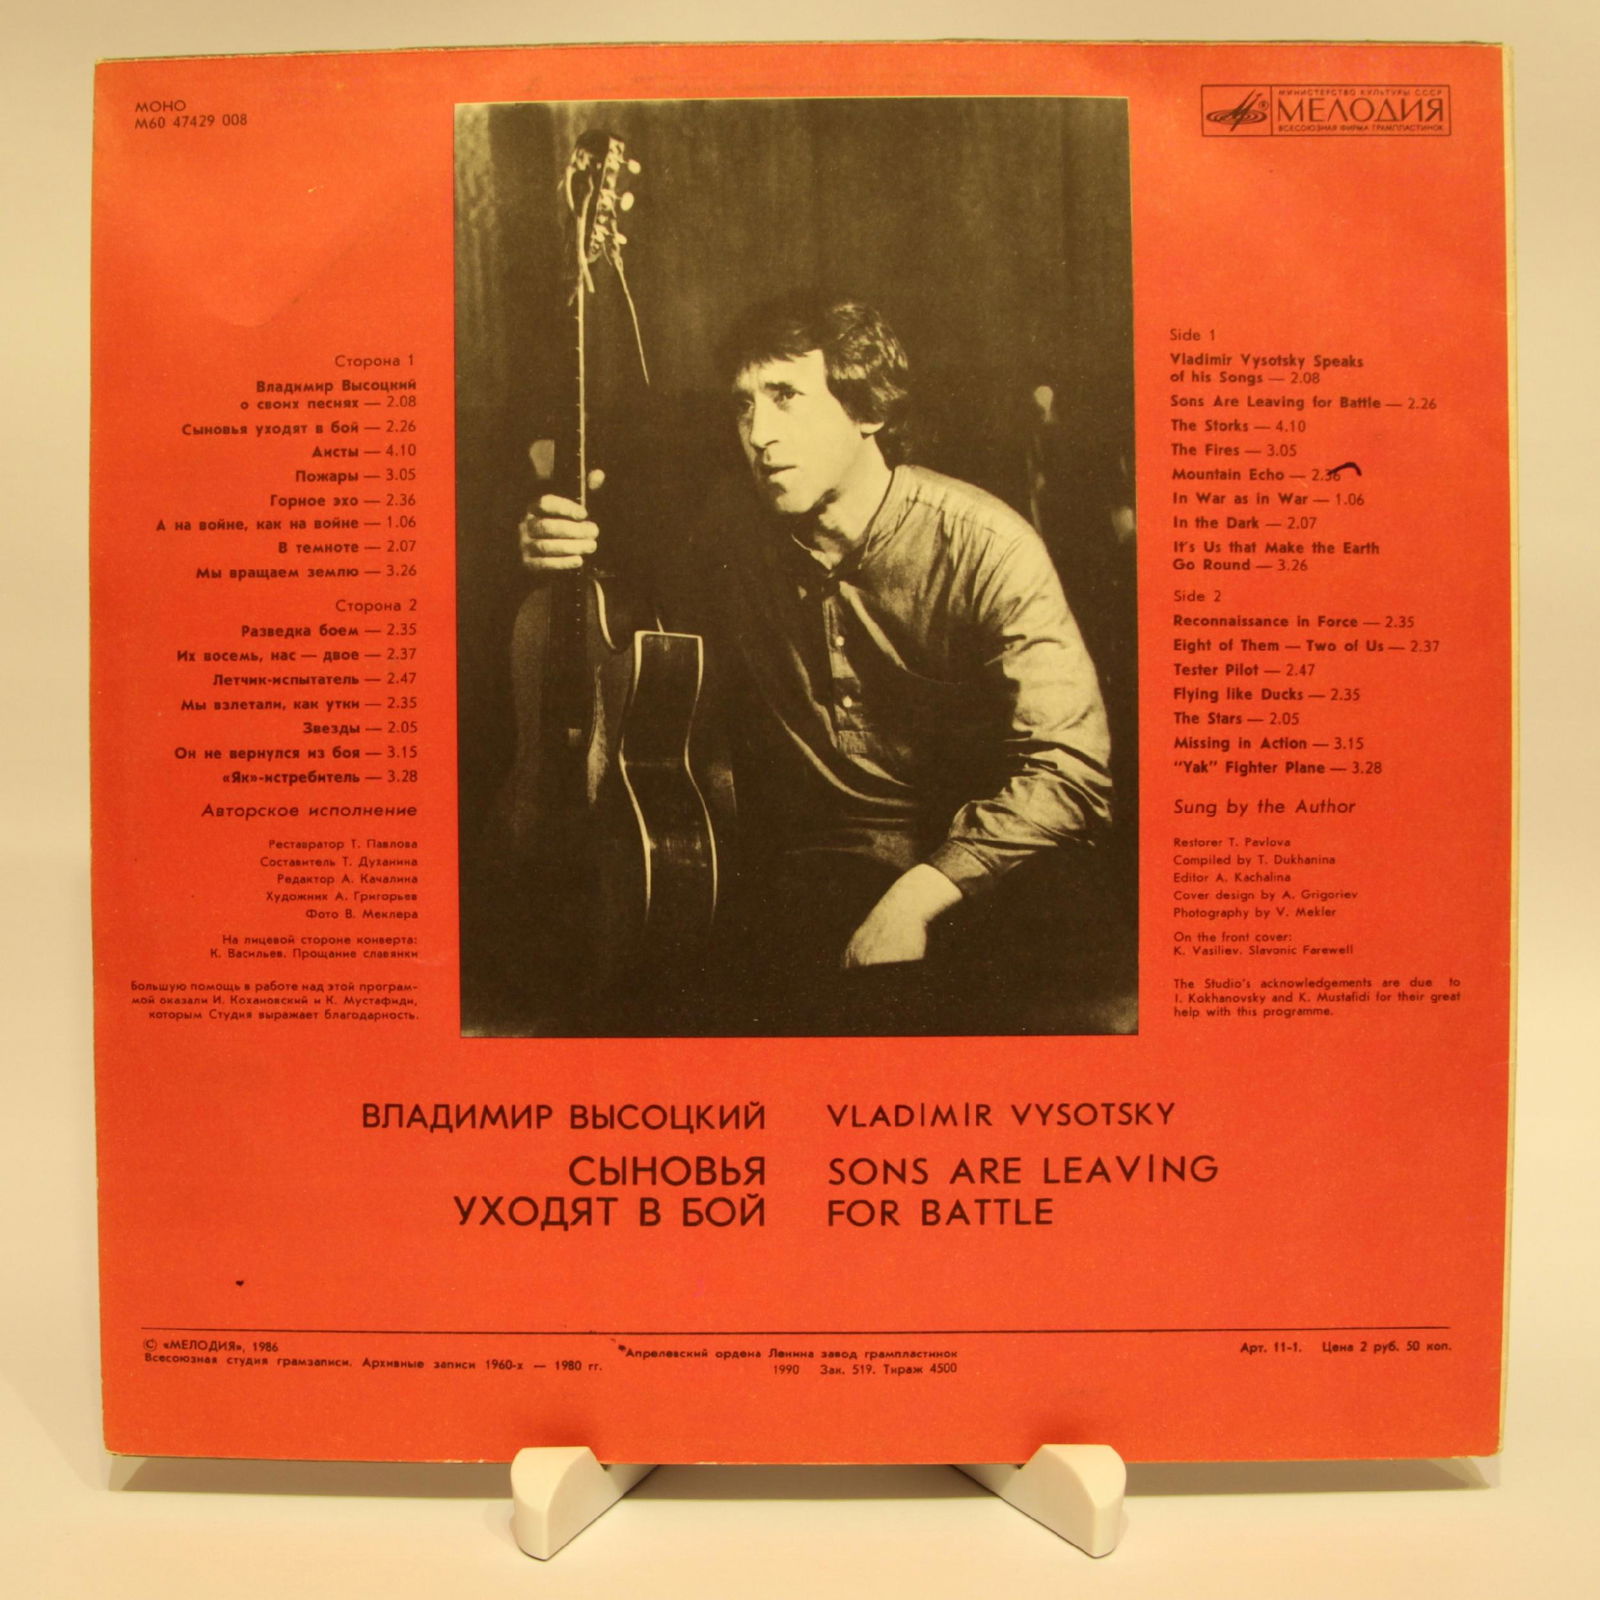 МОНО
М60 47429 008
МИНИСТЕРСТВО КУЛЬТУРЫ СССР
МЕЛОДИЯ
ВСЕСОЮЗНАЯ ФИРМА ГРАМПЛАСТИНОК
Сторона 1
Владимир Высоцкий
о своих песнях — 2.08
Сыновья уходят в бой — 2.26
Аисты — 4.10
Пожары — 3.05
Горное эхо — 2.36
А на войне, как на войне — 1.06
В темноте — 2.07
Мы вращаем землю — 3.26
Сторона 2
Разведка боем — 2.35
Их восемь, нас — двое — 2.37
Летчик-испытатель — 2.47
Мы взлетали, как утки — 2.35
Звезды — 2.05
Он не вернулся из боя — 3.15
«Як»-истребитель — 3.28
Авторское исполнение
Реставратор Т. Павлова
Составитель Т. Духанина
Редактор А. Качалина
Художник А. Григорьев
Фото В. Меклера
На лицевой стороне конверта:
К. Васильев. Прощание славянки
Большую помощь в работе над этой програм-
мой оказали И. Кохановский и К. Мустафиди,
которым Студия выражает благодарность.
Side 1
Vladimir Vysotsky Speaks
of his Songs — 2.08
Sons Are Leaving for Battle — 2.26
The Storks — 4.10
The Fires — 3.05
Mountain Echo — 2.36
In War as in War — 1.06
In the Dark — 2.07
It's Us that Make the Earth
Go Round — 3.26
Side 2
Reconnaissance in Force — 2.35
Eight of Them — Two of Us — 2.37
Tester Pilot — 2.47
Flying like Ducks — 2.35
The Stars — 2.05
Missing in Action — 3.15
"Yak" Fighter Plane — 3.28
Sung by the Author
Restorer T. Pavlova
Compiled by T. Dukhanina
Editor A. Kachalina
Cover design by A. Grigoriev
Photography by V. Mekler
On the front cover:
K. Vasiliev. Slavonic Farewell
The Studio's acknowledgements are due to
I. Kokhanovsky and K. Mustafidi for their great
help with this programme.
ВЛАДИМИР ВЫСОЦКИЙ
СЫНОВЬЯ
УХОДЯТ В БОЙ
VLADIMIR VYSOTSKY
SONS ARE LEAVING
FOR BATTLE
© «МЕЛОДИЯ», 1986
Всесоюзная студия грамзаписи. Архивные записи 1960-х — 1980 гг.
Апрелевский ордена Ленина завод грампластинок
1990 Зак. 519. Тираж 4500
Арт. 11-1. Цена 2 руб. 50 коп.